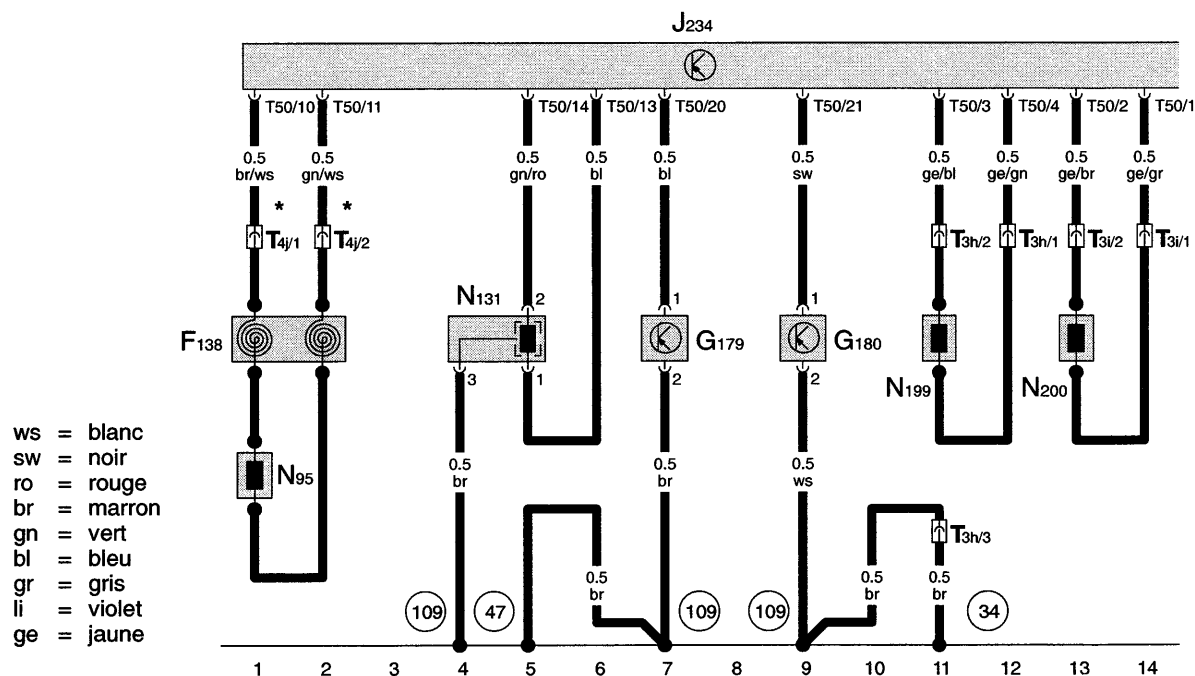 J234
T50/10 T50/11 T50/14 T50/13 T50/20 T50/21 T50/3 T50/4 T50/2 T50/1
0.5 0.5 0.5 0.5 0.5 0.5 0.5 0.5 0.5 0.5
br/ws gn/ws gn/ro bl bl sw ge/bl ge/gn ge/br ge/gr
* *
T4j/1 T4j/2 T3h/2 T3h/1 T3i/2 T3i/1
N131 2 1 1
F138 G179 G180
3 1 2 2 N199 N200
ws = blanc
sw = noir
ro = rouge
br = marron
gn = vert
bl = bleu
gr = gris
li = violet
ge = jaune
N95
0.5 0.5 0.5
br br ws
T3h/3
0.5 0.5 0.5
br br br
109 47 109 109 34
1 2 3 4 5 6 7 8 9 10 11 12 13 14